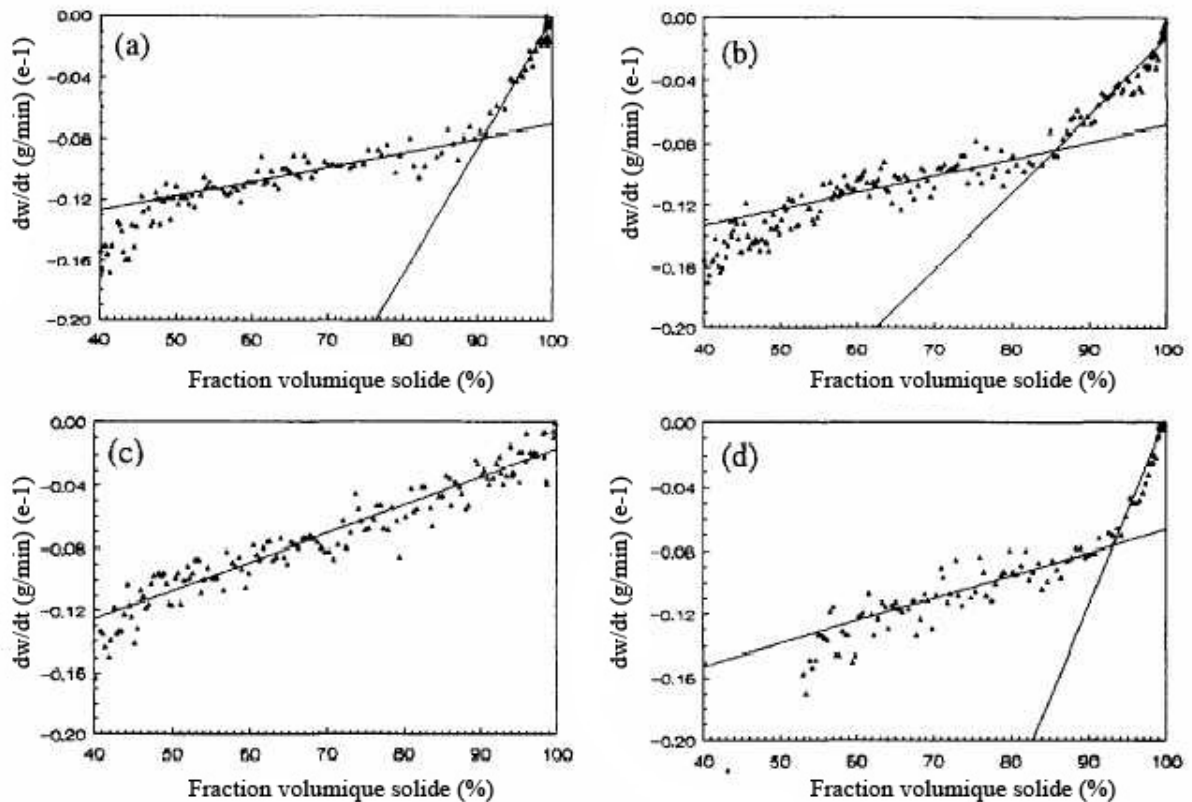 (a)
dw/dt (g/min) (e-1)
0.00
-0.04
-0.08
-0.12
-0.16
-0.20
40 50 60 70 80 90 100
Fraction volumique solide (%)
(b)
dw/dt (g/min) (e-1)
0.00
-0.04
-0.08
-0.12
-0.16
-0.20
40 50 60 70 80 90 100
Fraction volumique solide (%)
(c)
dw/dt (g/min) (e-1)
0.00
-0.04
-0.08
-0.12
-0.16
-0.20
40 50 60 70 80 90 100
Fraction volumique solide (%)
(d)
dw/dt (g/min) (e-1)
0.00
-0.04
-0.08
-0.12
-0.16
-0.20
40 50 60 70 80 90 100
Fraction volumique solide (%)